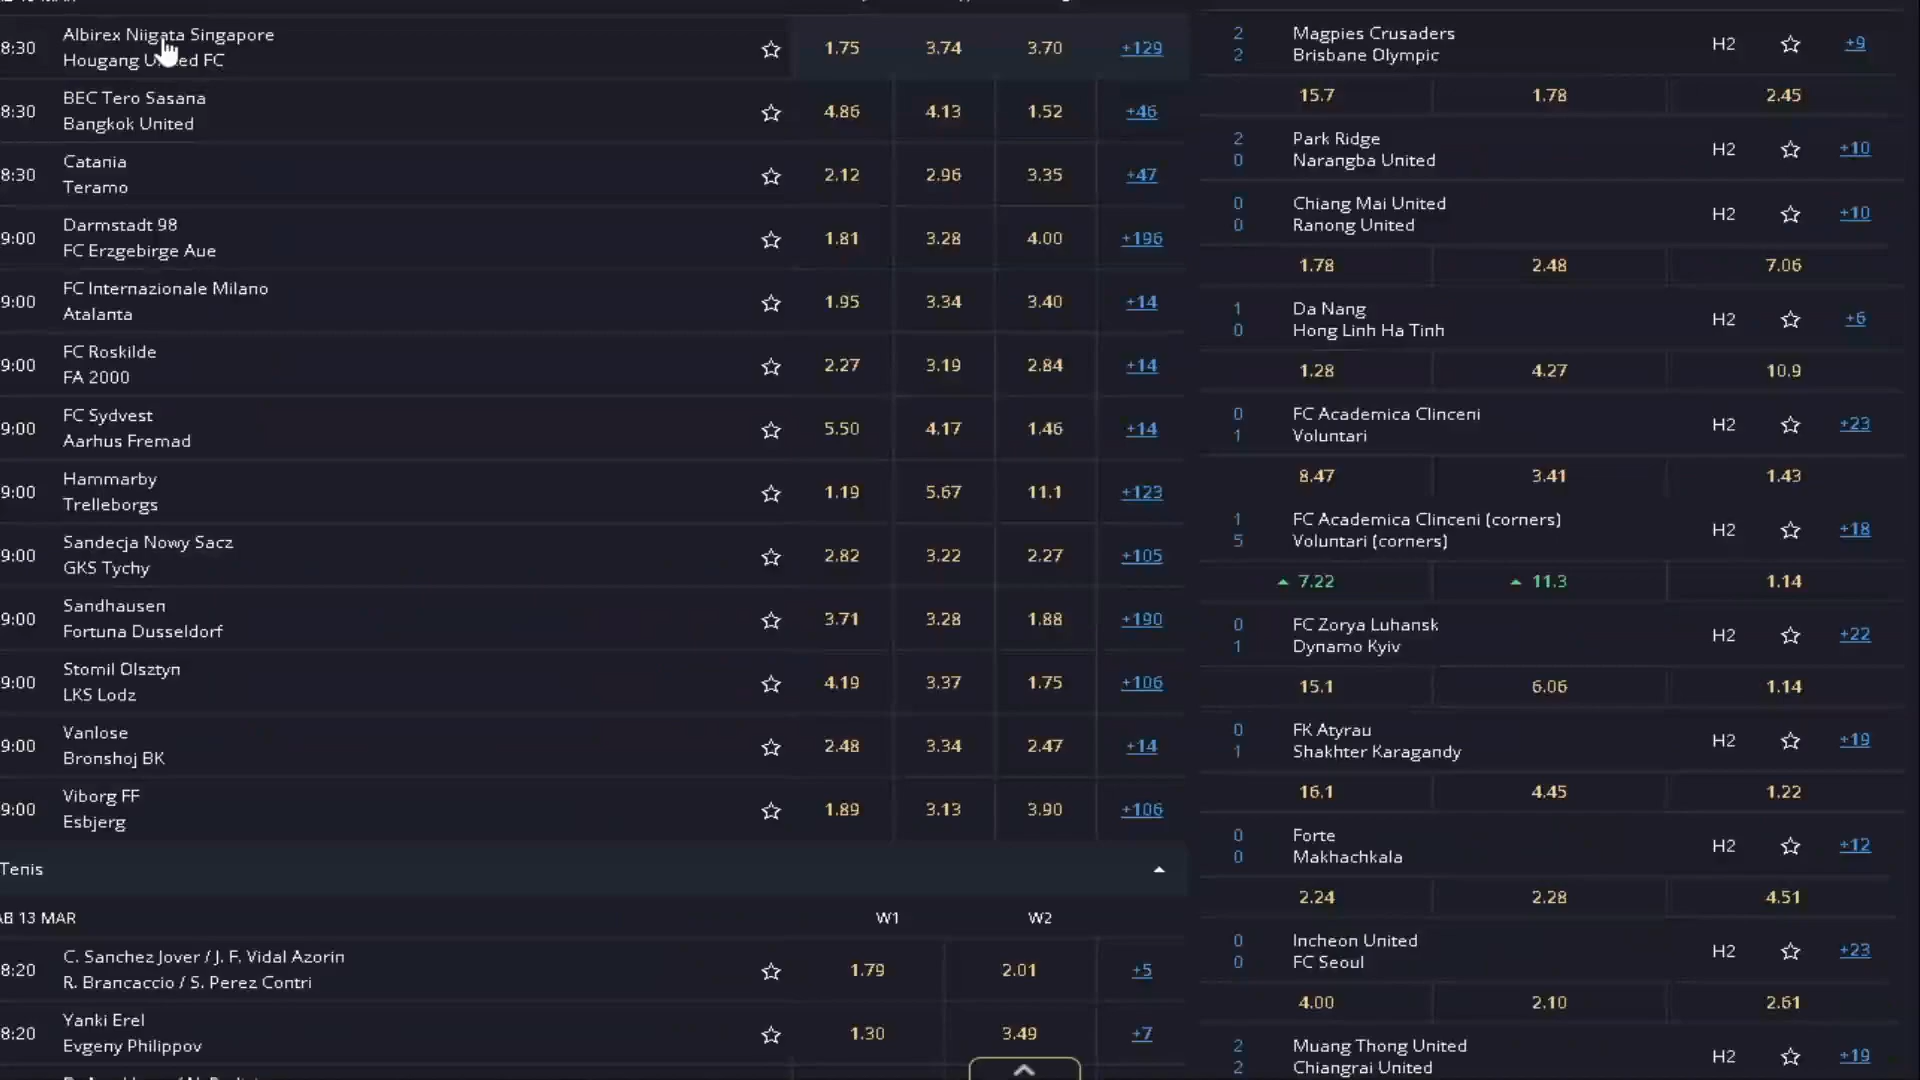 8:30
Albirex Niigata Singapore
Hougang United FC
1.75 3.74 3.70 +129
8:30
BEC Tero Sasana
Bangkok United
4.86 4.13 1.52 +46
8:30
Catania
Teramo
2.12 2.96 3.35 +47
9:00
Darmstadt 98
FC Erzgebirge Aue
1.81 3.28 4.00 +196
9:00
FC Internazionale Milano
Atalanta
1.95 3.34 3.40 +14
9:00
FC Roskilde
FA 2000
2.27 3.19 2.84 +14
9:00
FC Sydvest
Aarhus Fremad
5.50 4.17 1.46 +14
9:00
Hammarby
Trelleborgs
1.19 5.67 11.1 +123
9:00
Sandecja Nowy Sacz
GKS Tychy
2.82 3.22 2.27 +105
9:00
Sandhausen
Fortuna Dusseldorf
3.71 3.28 1.88 +190
9:00
Stomil Olsztyn
LKS Lodz
4.19 3.37 1.75 +106
9:00
Vanlose
Bronshoj BK
2.48 3.34 2.47 +14
9:00
Viborg FF
Esbjerg
1.89 3.13 3.90 +106
Tenis
AB 13 MAR W1 W2
8:20
C. Sanchez Jover / J. F. Vidal Azorin
R. Brancaccio / S. Perez Contri
1.79 2.01 +5
8:20
Yanki Erel
Evgeny Philippov
1.30 3.49 +7
2 Magpies Crusaders
2 Brisbane Olympic
H2 +9
15.7 1.78 2.45
2 Park Ridge
0 Narangba United
H2 +10
0 Chiang Mai United
0 Ranong United
H2 +10
1.78 2.48 7.06
1 Da Nang
0 Hong Linh Ha Tinh
H2 +6
1.28 4.27 10.9
0 FC Academica Clinceni
1 Voluntari
H2 +23
8.47 3.41 1.43
1 FC Academica Clinceni (corners)
5 Voluntari (corners)
H2 +18
7.22 11.3 1.14
0 FC Zorya Luhansk
1 Dynamo Kyiv
H2 +22
15.1 6.06 1.14
0 FK Atyrau
1 Shakhter Karagandy
H2 +19
16.1 4.45 1.22
0 Forte
0 Makhachkala
H2 +12
2.24 2.28 4.51
0 Incheon United
0 FC Seoul
H2 +23
4.00 2.10 2.61
2 Muang Thong United
2 Chiangrai United
H2 +19